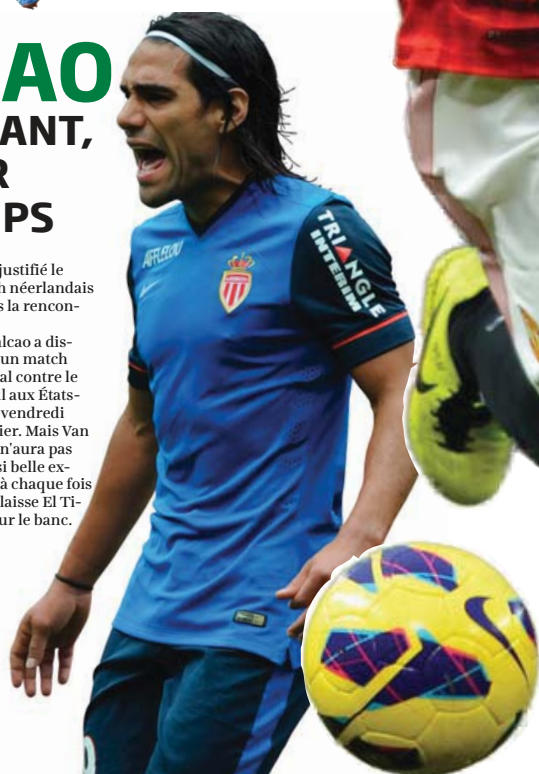 AO
ANT,
R
PS
justifié le
h néerlandais
s la rencon-
lcao a dis-
un match
al contre le
l aux États-
vendredi
ier. Mais Van
n'aura pas
si belle ex-
à chaque fois
laisse El Ti-
ur le banc.
AFFLELOU
TRIANGLE
INTERIM